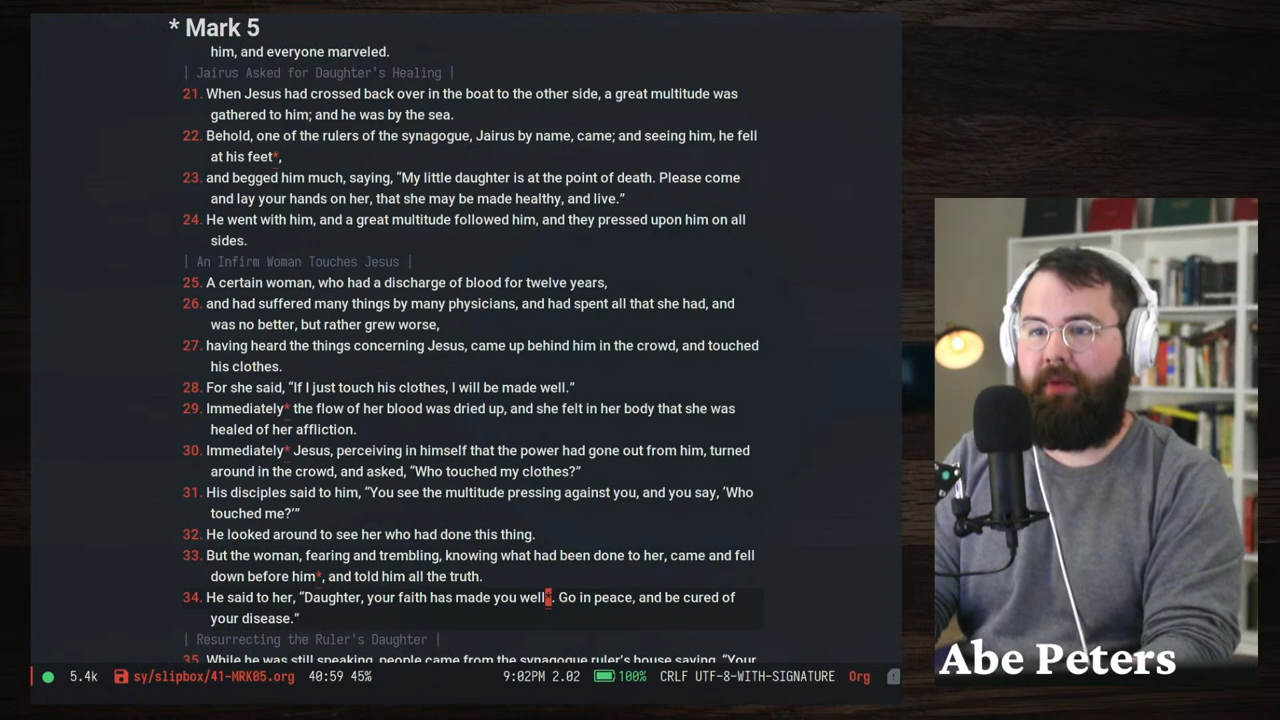 * Mark 5
him, and everyone marveled.
| Jairus Asked for Daughter's Healing |
21. When Jesus had crossed back over in the boat to the other side, a great multitude was
gathered to him; and he was by the sea.
22. Behold, one of the rulers of the synagogue, Jairus by name, came; and seeing him, he fell
at his feet*,
23. and begged him much, saying, “My little daughter is at the point of death. Please come
and lay your hands on her, that she may be made healthy, and live.”
24. He went with him, and a great multitude followed him, and they pressed upon him on all
sides.
| An Infirm Woman Touches Jesus |
25. A certain woman, who had a discharge of blood for twelve years,
26. and had suffered many things by many physicians, and had spent all that she had, and
was no better, but rather grew worse,
27. having heard the things concerning Jesus, came up behind him in the crowd, and touched
his clothes.
28. For she said, “If I just touch his clothes, I will be made well.”
29. Immediately* the flow of her blood was dried up, and she felt in her body that she was
healed of her affliction.
30. Immediately* Jesus, perceiving in himself that the power had gone out from him, turned
around in the crowd, and asked, “Who touched my clothes?”
31. His disciples said to him, “You see the multitude pressing against you, and you say, ‘Who
touched me?’”
32. He looked around to see her who had done this thing.
33. But the woman, fearing and trembling, knowing what had been done to her, came and fell
down before him*, and told him all the truth.
34. He said to her, “Daughter, your faith has made you well*. Go in peace, and be cured of
your disease.”
| Resurrecting the Ruler's Daughter |
35. While he was still speaking, people came from the synagogue ruler’s house saying, “Your
5.4k sy/slipbox/41-MRK05.org 40:59 45% 9:02PM 2.02 100% CRLF UTF-8-WITH-SIGNATURE Org
Abe Peters